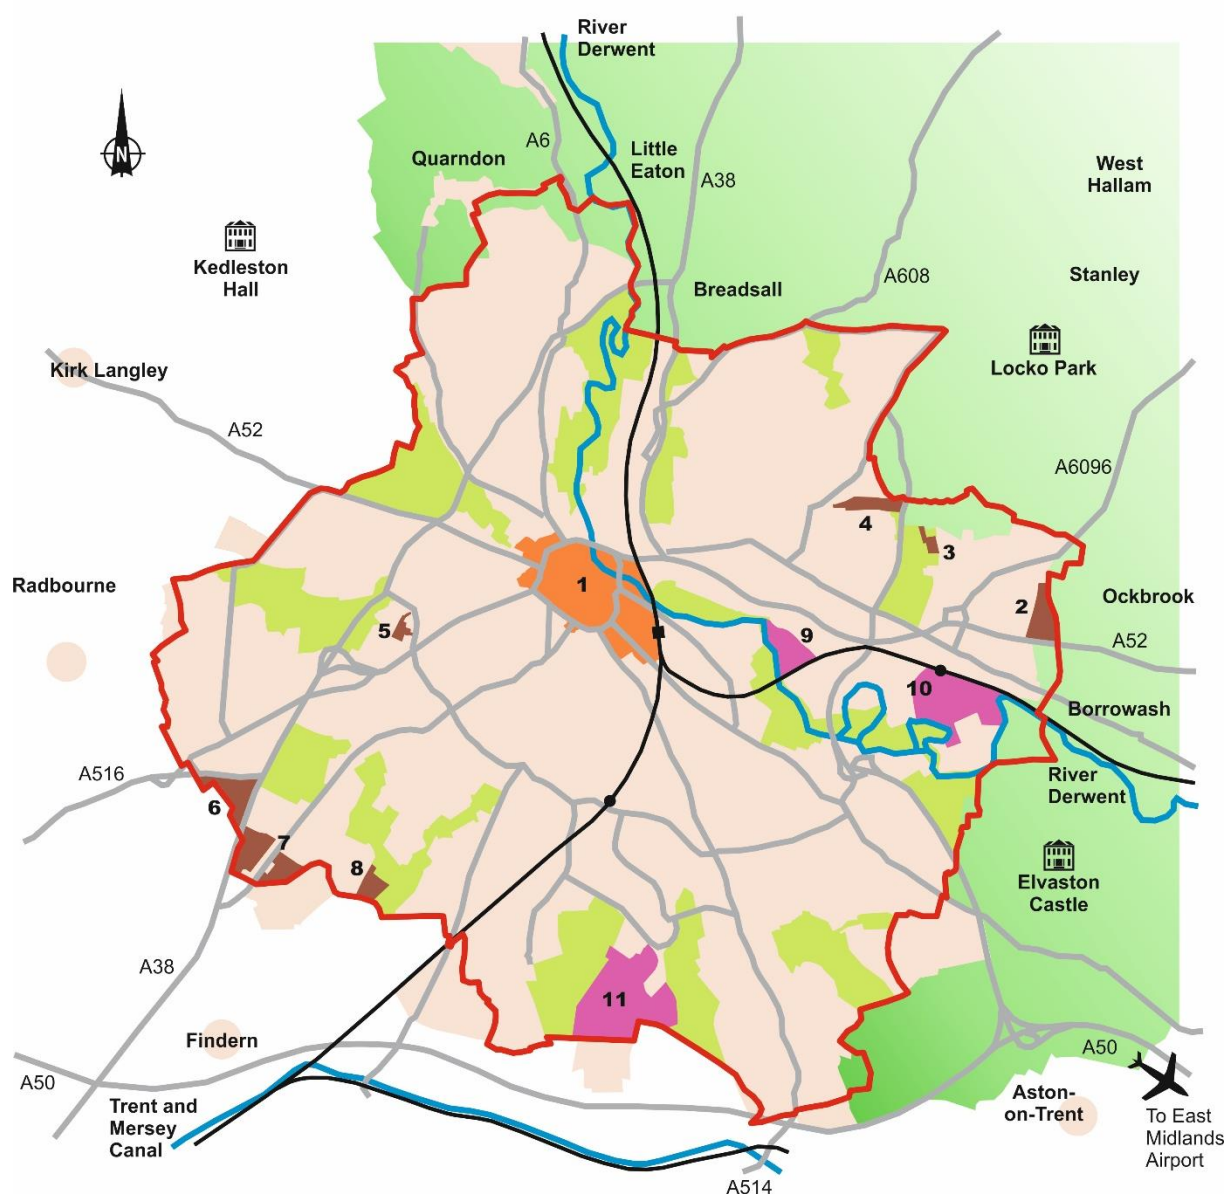 River
Derwent
A6
Quarndon
Little
Eaton
A38
West
Hallam
N
Kedleston
Hall
Breadsall
A608
Stanley
Kirk Langley
Locko Park
A52
A6096
4
3
Radbourne
1
2
Ockbrook
5
9
A52
10
Borrowash
A516
6
River
Derwent
7
8
Elvaston
Castle
A38
11
Findern
A50
A50
Trent and
Mersey
Canal
Aston-
on-Trent
To East
Midlands
Airport
A514